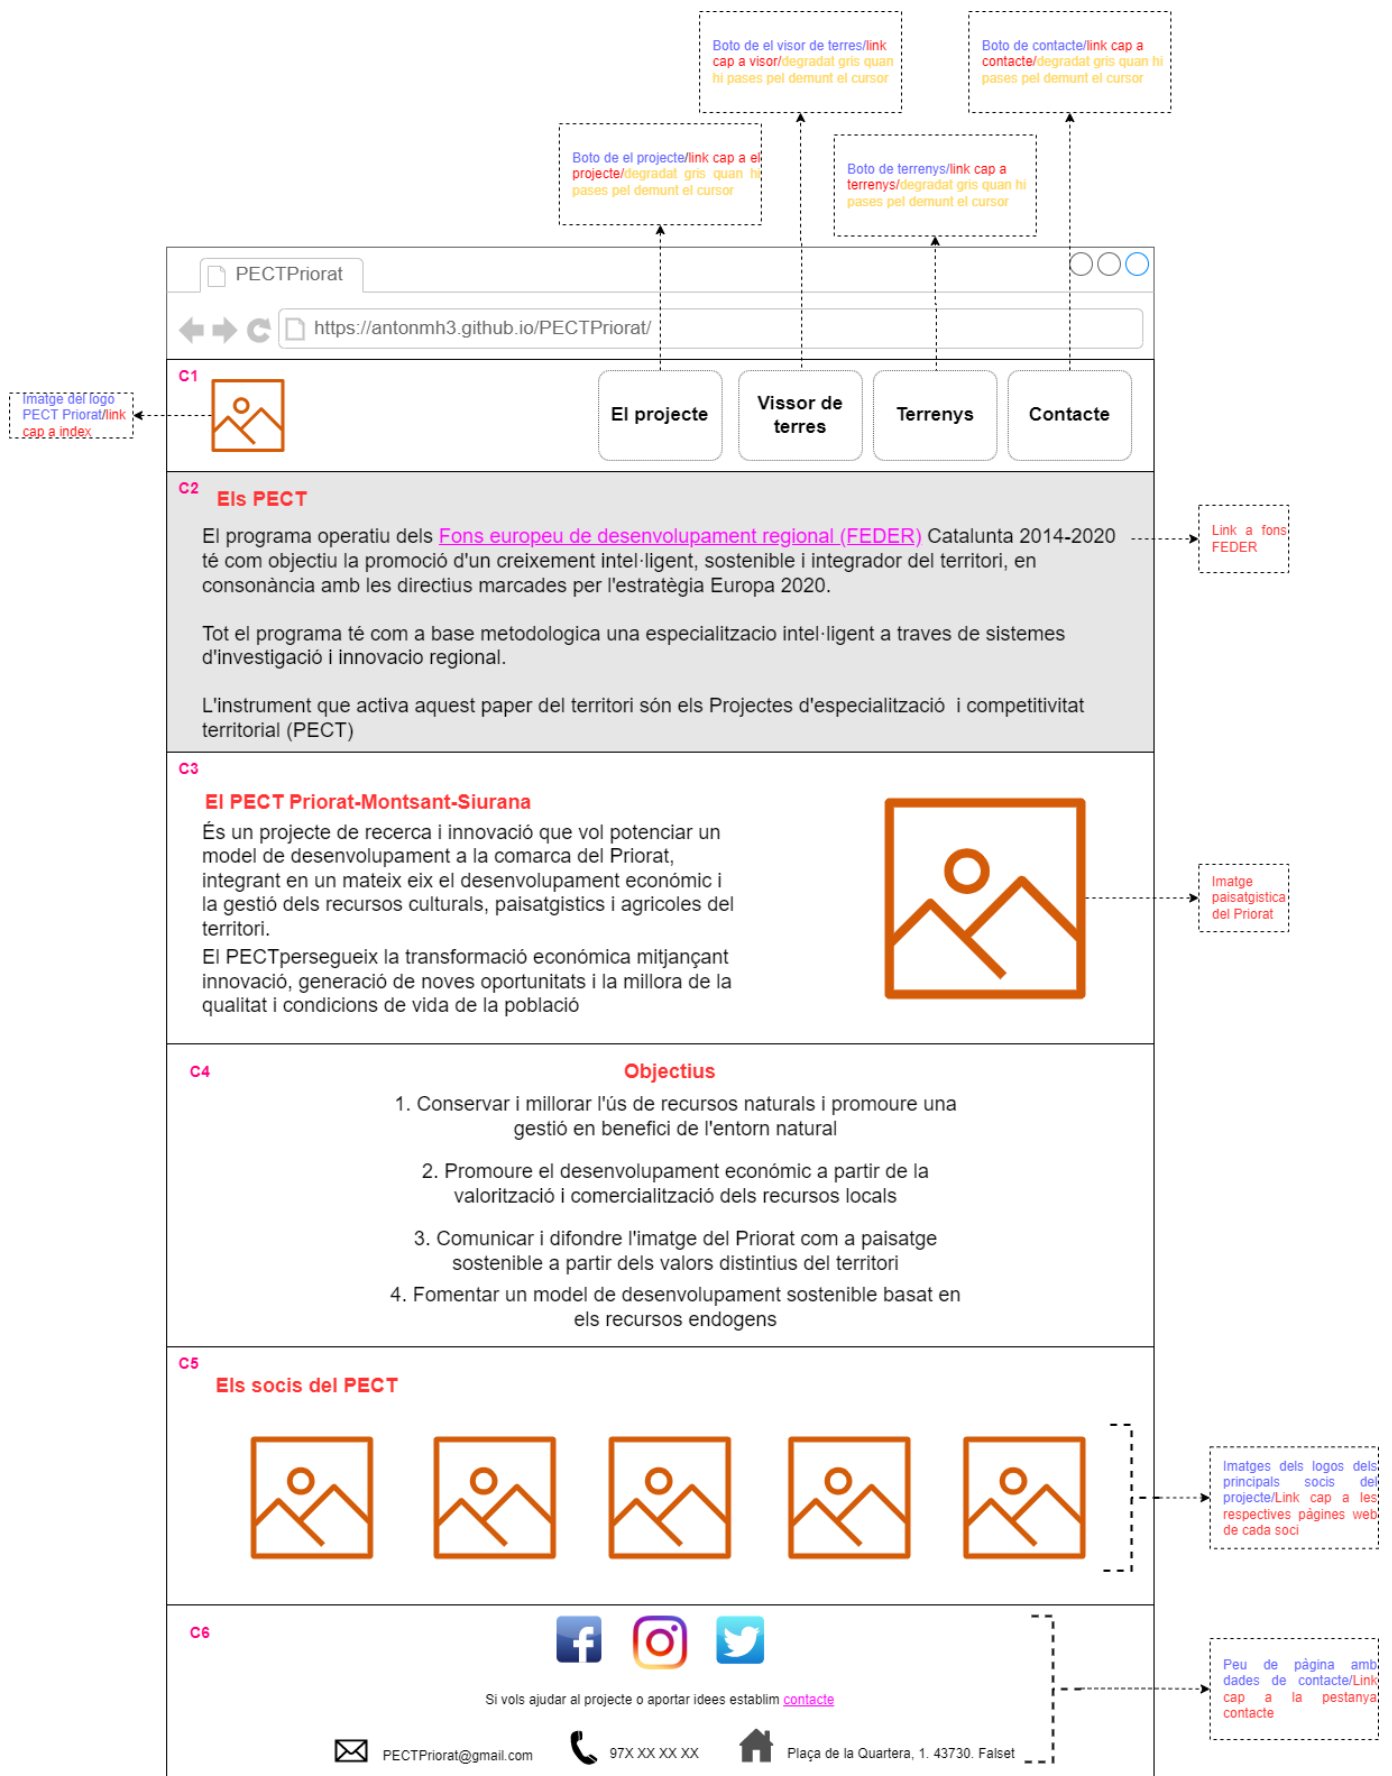 Boto de el visor de terres/link
cap a visor/degradat gris quan
hi pases pel demunt el cursor
Boto de contacte/link cap a
contacte/degradat gris quan hi
pases pel demunt el cursor
Boto de el projecte/link cap a el
projecte/degradat gris quan hi
pases pel demunt el cursor
Boto de terrenys/link cap a
terrenys/degradat gris quan hi
pases pel demunt el cursor
PECTPriorat
https://antonmh3.github.io/PECTPriorat/
C1
Imatge del logo
PECT Priorat/link
cap a index
El projecte
Vissor de
terres
Terrenys
Contacte
C2
Els PECT
El programa operatiu dels Fons europeu de desenvolupament regional (FEDER) Catalunta 2014-2020
té com objectiu la promoció d'un creixement intel·ligent, sostenible i integrador del territori, en
consonància amb les directius marcades per l'estratègia Europa 2020.
Tot el programa té com a base metodologica una especialitzacio intel·ligent a traves de sistemes
d'investigació i innovacio regional.
L'instrument que activa aquest paper del territori són els Projectes d'especialització  i competitivitat
territorial (PECT)
Link a fons
FEDER
C3
El PECT Priorat-Montsant-Siurana
És un projecte de recerca i innovació que vol potenciar un
model de desenvolupament a la comarca del Priorat,
integrant en un mateix eix el desenvolupament económic i
la gestió dels recursos culturals, paisatgistics i agricoles del
territori.
El PECTpersegueix la transformació económica mitjançant
innovació, generació de noves oportunitats i la millora de la
qualitat i condicions de vida de la població
Imatge
paisatgistica
del Priorat
C4
Objectius
1. Conservar i millorar l'ús de recursos naturals i promoure una
gestió en benefici de l'entorn natural
2. Promoure el desenvolupament económic a partir de la
valorització i comercialització dels recursos locals
3. Comunicar i difondre l'imatge del Priorat com a paisatge
sostenible a partir dels valors distintius del territori
4. Fomentar un model de desenvolupament sostenible basat en
els recursos endogens
C5
Els socis del PECT
Imatges dels logos dels
principals socis del
projecte/Link cap a les
respectives pàgines web
de cada soci
C6
Si vols ajudar al projecte o aportar idees establim contacte
PECTPriorat@gmail.com
97X XX XX XX
Plaça de la Quartera, 1. 43730. Falset
Peu de pàgina amb
dades de contacte/Link
cap a la pestanya
contacte